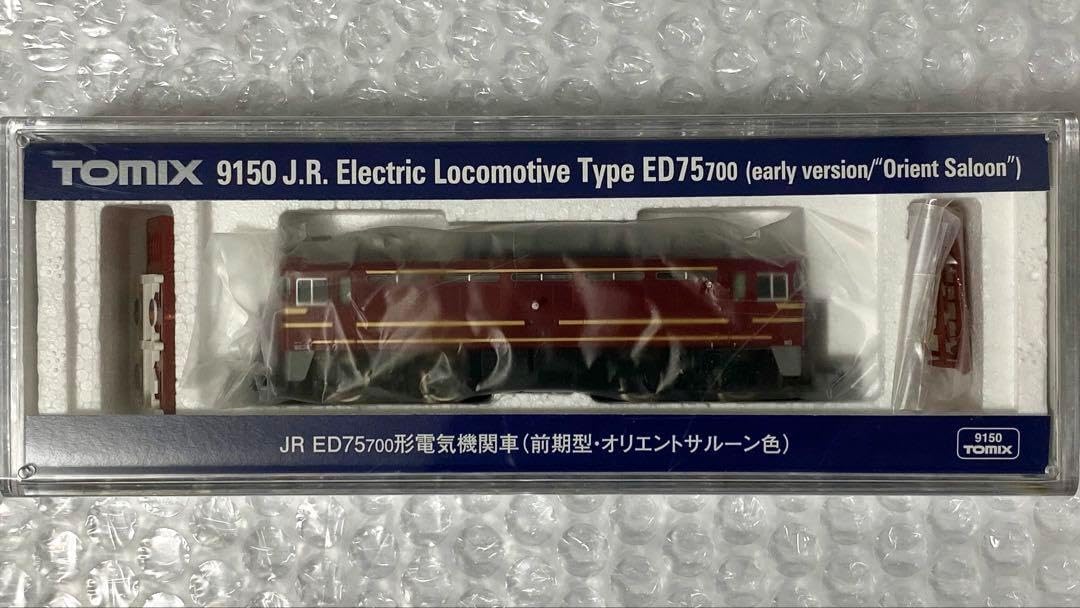 TOMIX 9150 J.R. Electric Locomotive Type ED75700 (early version/"Orient Saloon")
JR ED75700形電気機関車(前期型・オリエントサルーン色)
9150
TOMIX